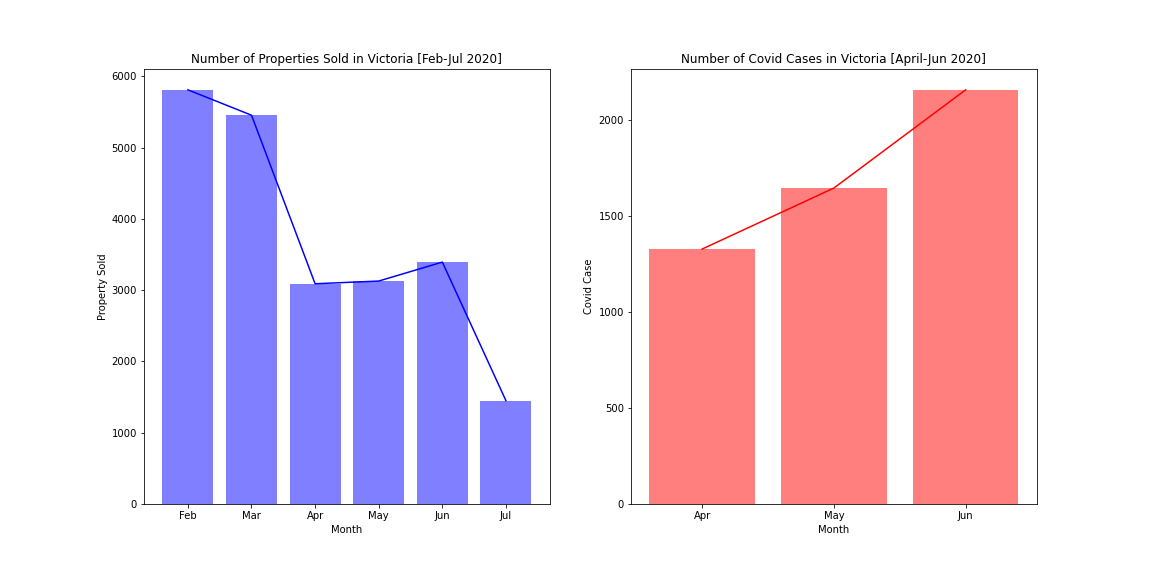 Number of Properties Sold in Victoria [Feb-Jul 2020]
6000
5000
4000
3000
2000
1000
0
Property Sold
Feb Mar Apr May Jun Jul
Month
Number of Covid Cases in Victoria [April-Jun 2020]
2000
1500
1000
500
0
Covid Case
Apr May Jun
Month